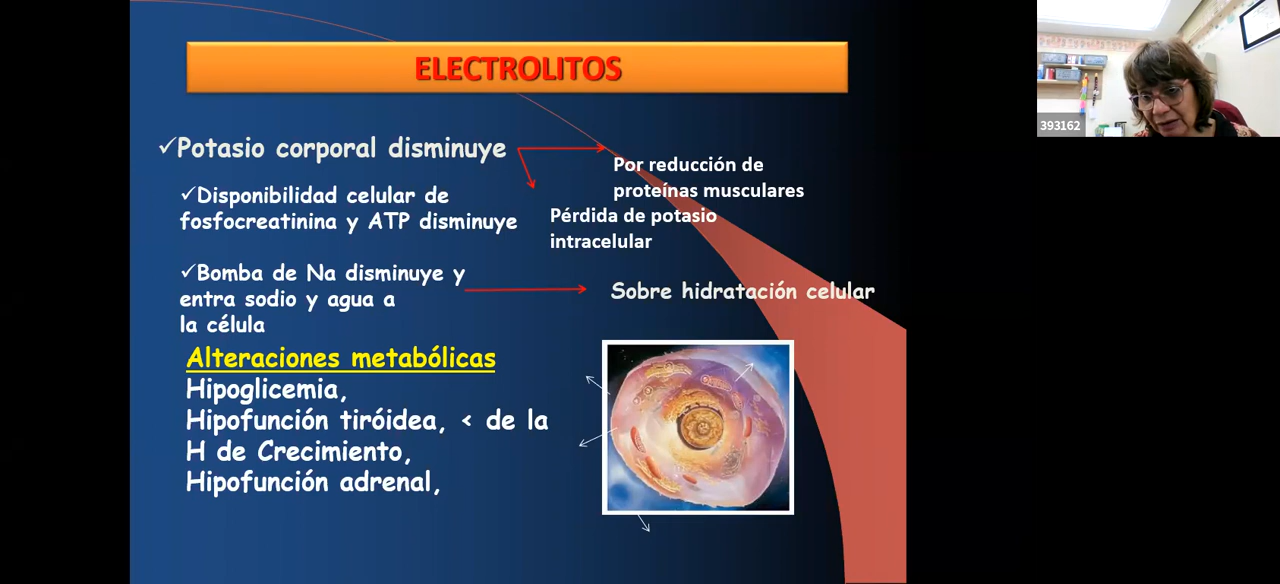 ELECTROLITOS
✓Potasio corporal disminuye
Por reducción de
proteínas musculares
✓Disponibilidad celular de
fosfocreatinina y ATP disminuye
Pérdida de potasio
intracelular
✓Bomba de Na disminuye y
entra sodio y agua a
la célula
Sobre hidratación celular
Alteraciones metabólicas
Hipoglicemia,
Hipofunción tiróidea, < de la
H de Crecimiento,
Hipofunción adrenal,
393162